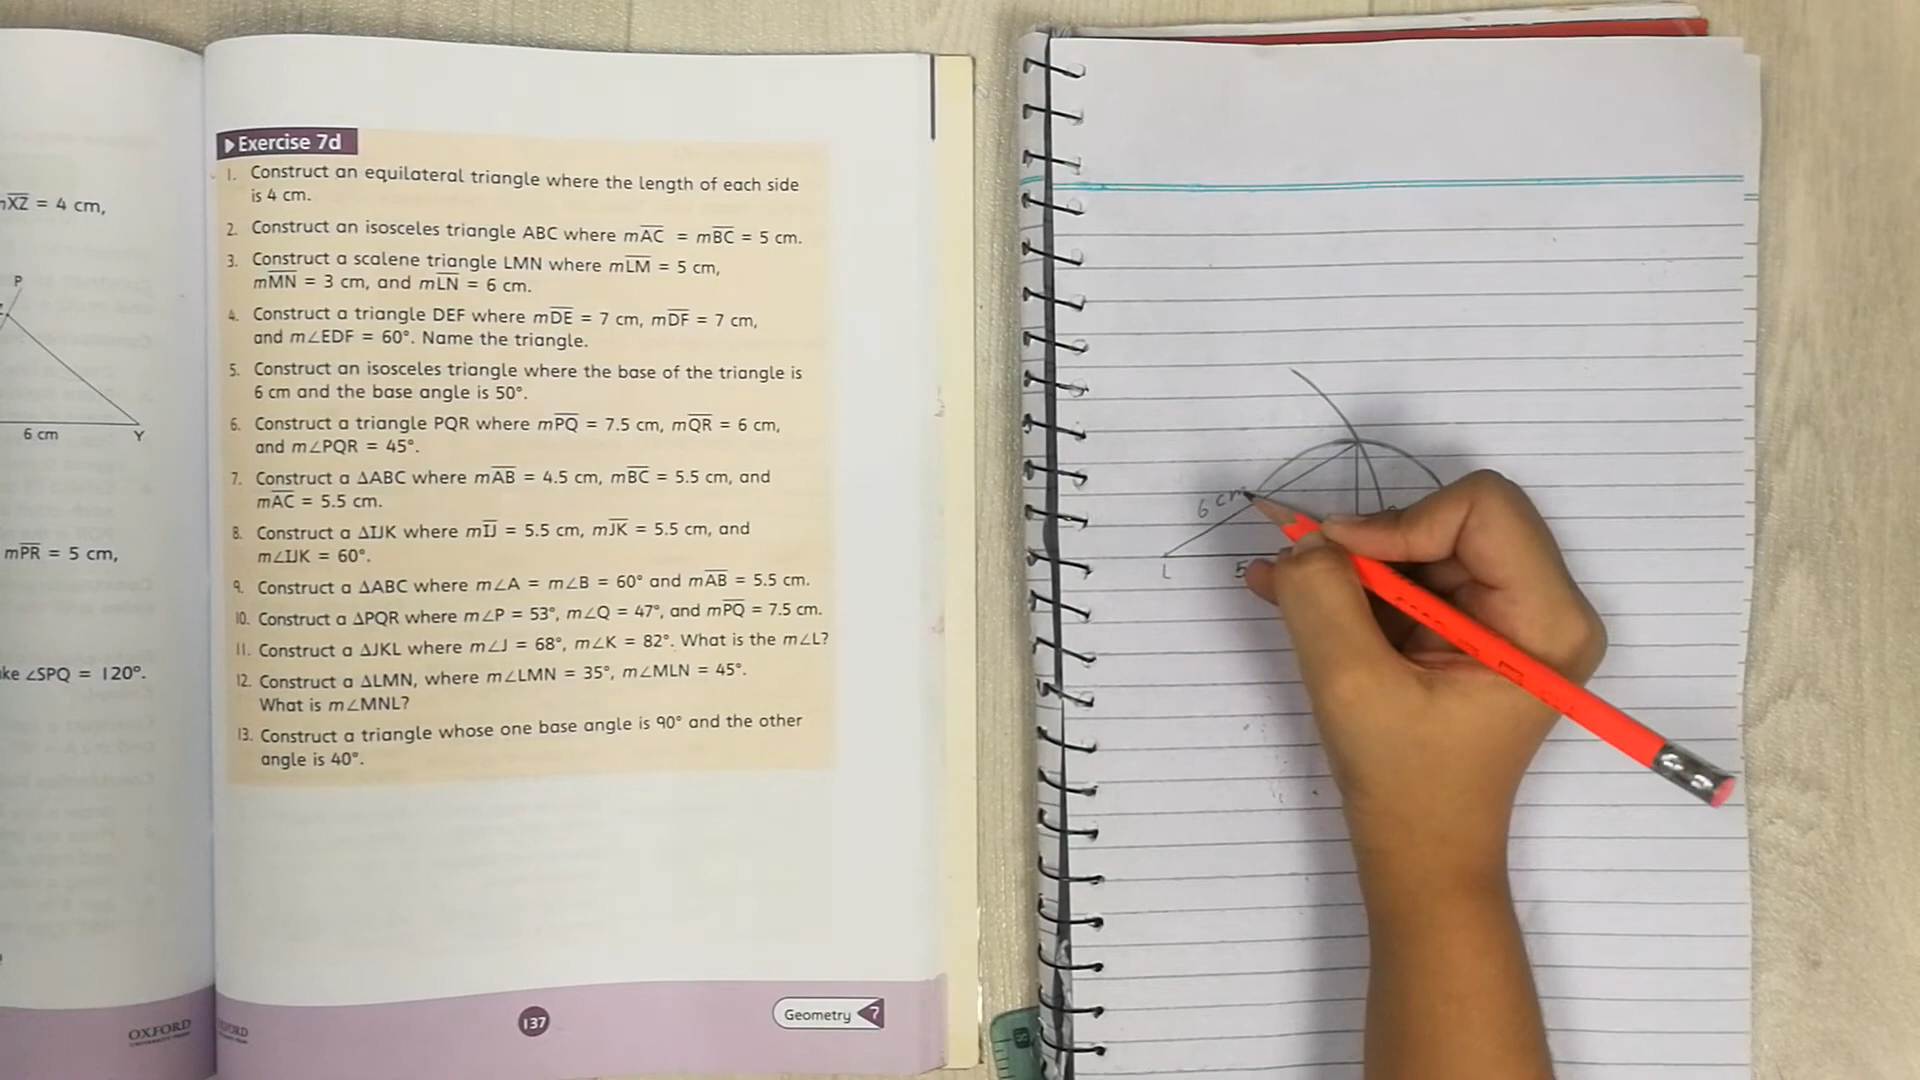 mXZ = 4 cm,
P
6 cm
Y
mPR = 5 cm,
ke ∠SPQ = 120°.
OXFORD
Exercise 7d
1. Construct an equilateral triangle where the length of each side
is 4 cm.
2. Construct an isosceles triangle ABC where mAC = mBC = 5 cm.
3. Construct a scalene triangle LMN where mLM = 5 cm,
mMN = 3 cm, and mLN = 6 cm.
4. Construct a triangle DEF where mDE = 7 cm, mDF = 7 cm,
and m∠EDF = 60°. Name the triangle.
5. Construct an isosceles triangle where the base of the triangle is
6 cm and the base angle is 50°.
6. Construct a triangle PQR where mPQ = 7.5 cm, mQR = 6 cm,
and m∠PQR = 45°.
7. Construct a ΔABC where mAB = 4.5 cm, mBC = 5.5 cm, and
mAC = 5.5 cm.
8. Construct a ΔIJK where mIJ = 5.5 cm, mJK = 5.5 cm, and
m∠IJK = 60°.
9. Construct a ΔABC where m∠A = m∠B = 60° and mAB = 5.5 cm.
10. Construct a ΔPQR where m∠P = 53°, m∠Q = 47°, and mPQ = 7.5 cm.
11. Construct a ΔJKL where m∠J = 68°, m∠K = 82°. What is the m∠L?
12. Construct a ΔLMN, where m∠LMN = 35°, m∠MLN = 45°.
What is m∠MNL?
13. Construct a triangle whose one base angle is 90° and the other
angle is 40°.
137
Geometry 7
6 cm
L 5